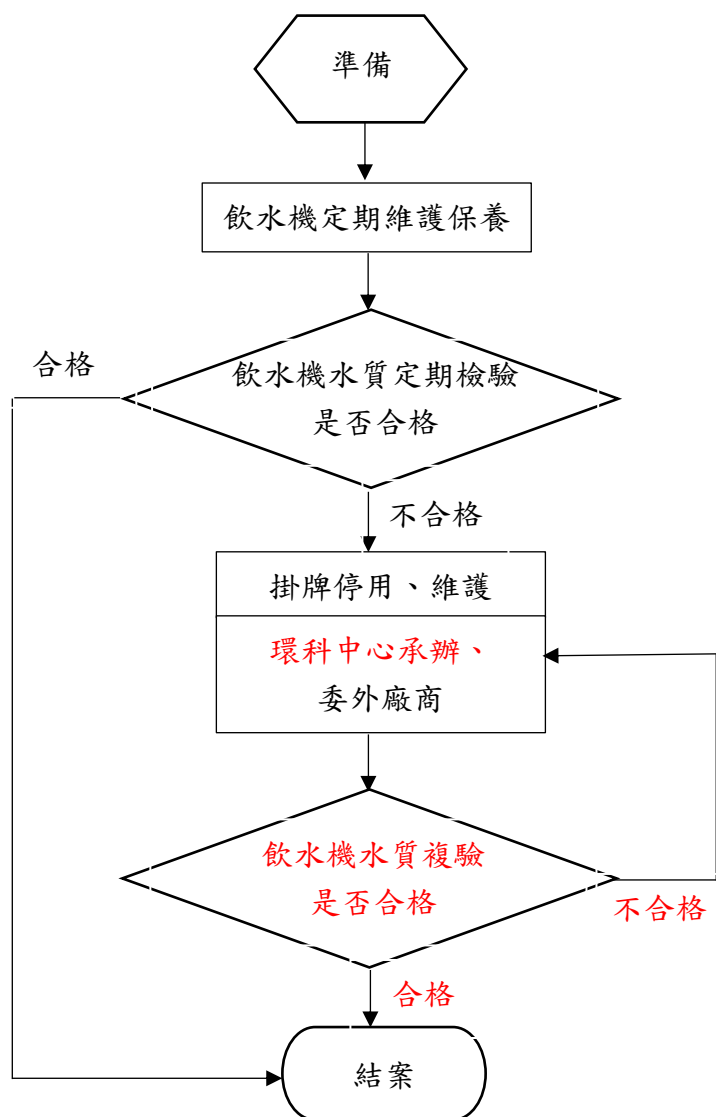 準備
飲水機定期維護保養
合格
飲水機水質定期檢驗
是否合格
不合格
掛牌停用、維護
環科中心承辦、
委外廠商
飲水機水質複驗
是否合格
不合格
合格
結案